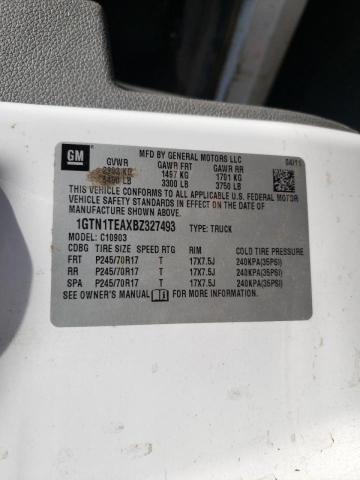 GM
MFD BY GENERAL MOTORS LLC 04/11
GVWR GAWR FRT GAWR RR
KG 1497 KG 1701 KG
LB 3300 LB 3750 LB
THIS VEHICLE CONFORMS TO ALL APPLICABLE U.S. FEDERAL MOTOR
VEHICLE SAFETY STANDARDS IN EFFECT ON THE DATE OF
MANUFACTURE SHOWN ABOVE.
1GTN1TEAXBZ327493 TYPE: TRUCK
MODEL: C10903
CBD TIRE SIZE SPEED RTG RIM COLD TIRE PRESSURE
FRT P245/70R17 T 17X7.5J 240KPA(35PSI)
RR P245/70R17 T 17X7.5J 240KPA(35PSI)
SPA P245/70R17 T 17X7.5J 240KPA(35PSI)
SEE OWNER'S MANUAL FOR MORE INFORMATION.